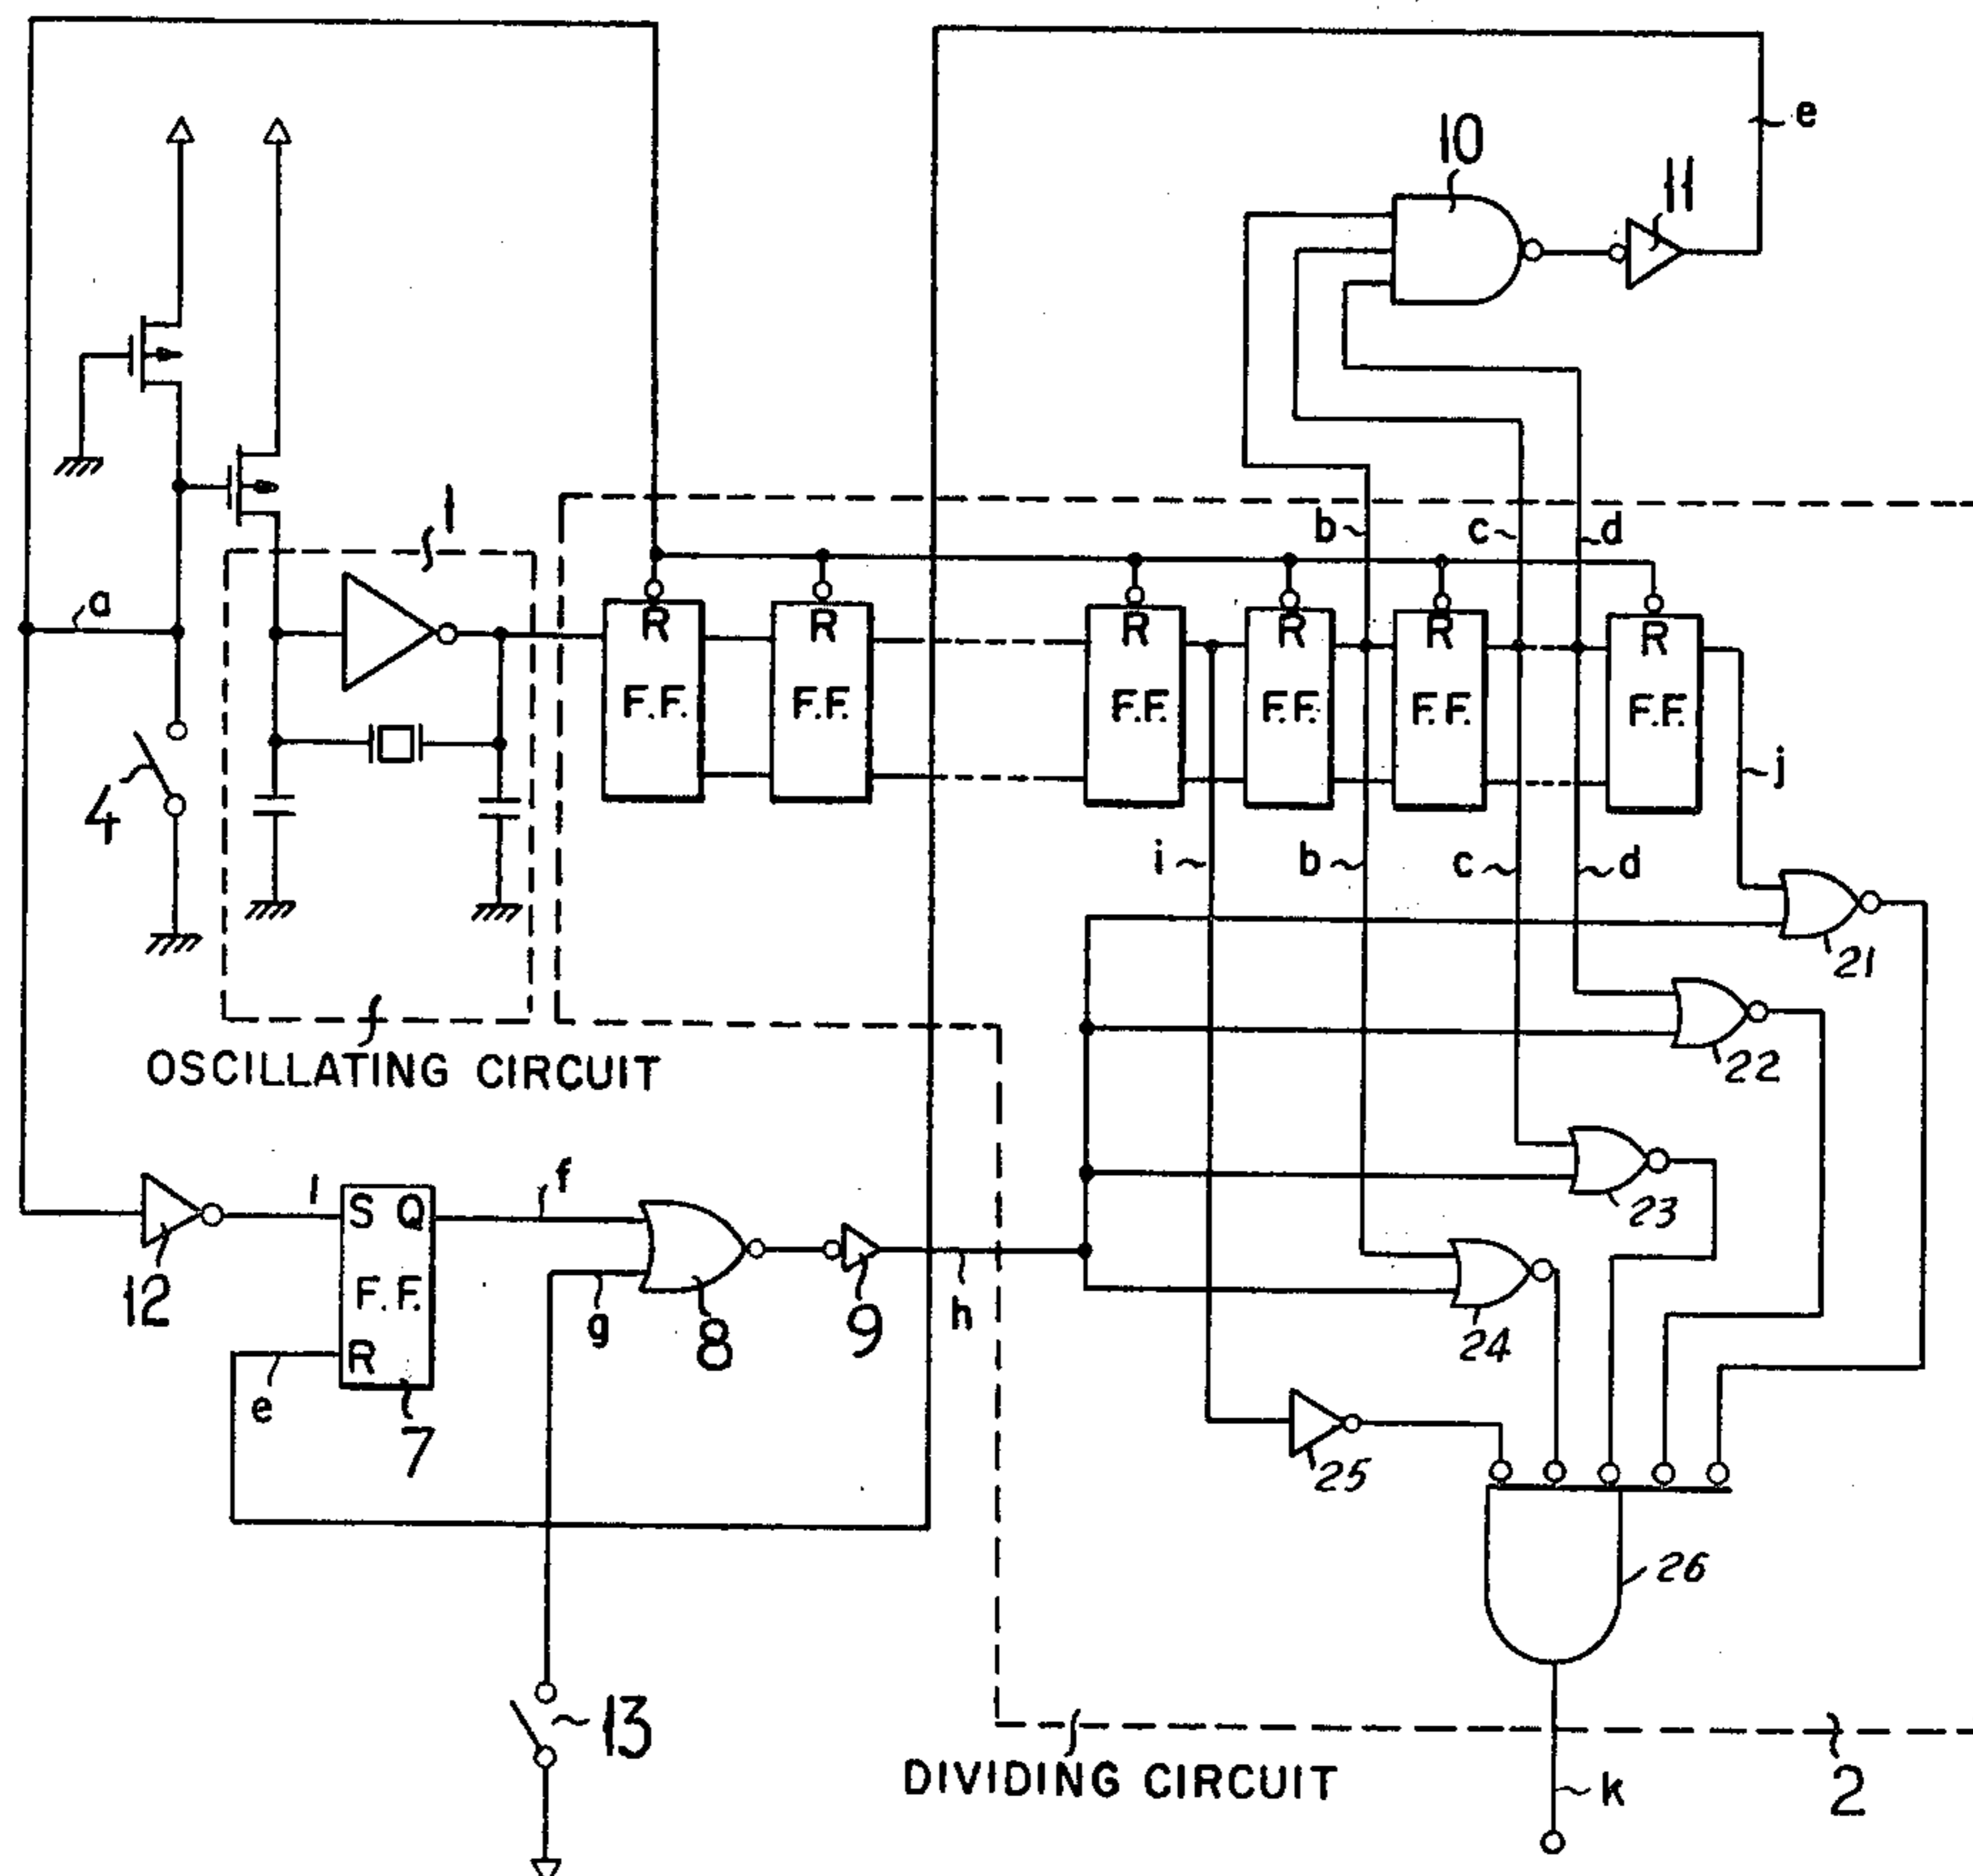 e
10
11
1
b
c
d
a
R
R
R
R
R
R
F.F.
F.F.
F.F.
F.F.
F.F.
F.F.
4
j
i
b
c
d
21
OSCILLATING CIRCUIT
22
12
1
S Q
F.F.
R
f
g
8
9
h
23
24
e
7
25
26
13
DIVIDING CIRCUIT
2
k